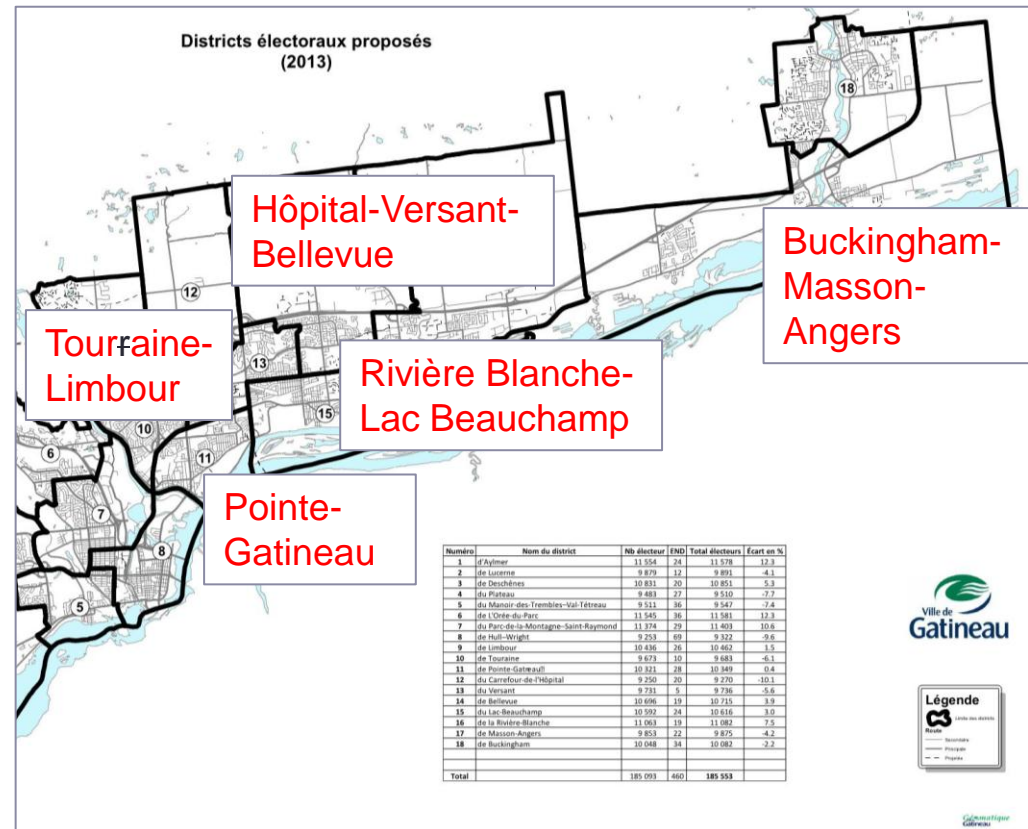 Districts électoraux proposés
(2013)
18
Hôpital-Versant-
Bellevue
Buckingham-
Masson-
Angers
12
Tourraine-
Limbour
13
Rivière Blanche-
Lac Beauchamp
15
10
6
11
Pointe-
Gatineau
7
8
5
Numéro Nom du district Nb électeur END Total électeurs Écart en %
1 d'Aylmer 11 554 24 11 578 12.3
2 de Lucerne 9 879 12 9 891 -4.1
3 de Deschênes 10 831 20 10 851 5.3
4 du Plateau 9 483 27 9 510 -7.7
5 du Manoir-des-Trembles–Val-Tétreau 9 511 36 9 547 -7.4
6 de L'Orée-du-Parc 11 545 36 11 581 12.3
7 du Parc-de-la-Montagne–Saint-Raymond 11 374 29 11 403 10.6
8 de Hull–Wright 9 253 69 9 322 -9.6
9 de Limbour 10 436 26 10 462 1.5
10 de Touraine 9 673 10 9 683 -6.1
11 de Pointe-Gatineau 10 321 28 10 349 0.4
12 du Carrefour-de-l'Hôpital 9 250 20 9 270 -10.1
13 du Versant 9 731 5 9 736 -5.6
14 de Bellevue 10 696 19 10 715 3.9
15 du Lac-Beauchamp 10 592 24 10 616 3.0
16 de la Rivière-Blanche 11 063 19 11 082 7.5
17 de Masson-Angers 9 853 22 9 875 -4.2
18 de Buckingham 10 048 34 10 082 -2.2
Total 185 093 460 185 553
Ville de
Gatineau
Légende
Limite des districts
Route
Secondaire
Principale
Projetée
Géomatique
Gatineau